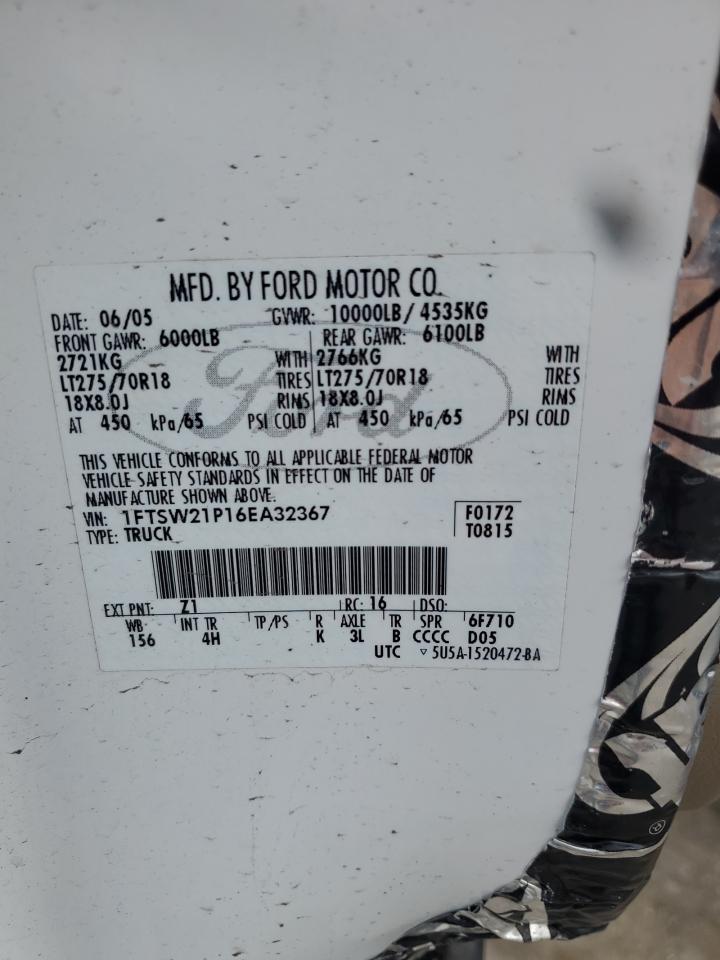 MFD. BY FORD MOTOR CO.
DATE: 06/05 GVWR: 10000LB/ 4535KG
FRONT GAWR: 6000LB REAR GAWR: 6100LB
2721KG WITH 2766KG WITH
LT275/70R18 TIRES LT275/70R18 TIRES
18X8.0J RIMS 18X8.0J RIMS
AT 450 kPa/65 PSI COLD AT 450 kPa/65 PSI COLD
Ford
THIS VEHICLE CONFORMS TO ALL APPLICABLE FEDERAL MOTOR
VEHICLE SAFETY STANDARDS IN EFFECT ON THE DATE OF
MANUFACTURE SHOWN ABOVE.
VIN: 1FTSW21P16EA32367 F0172
TYPE: TRUCK T0815
EXT PNT: Z1 RC: 16 DSO:
WB INT TR TP/PS R AXLE TR SPR 6F710
156 4H K 3L B CCCC D05
UTC ▿ 5U5A-1520472-BA